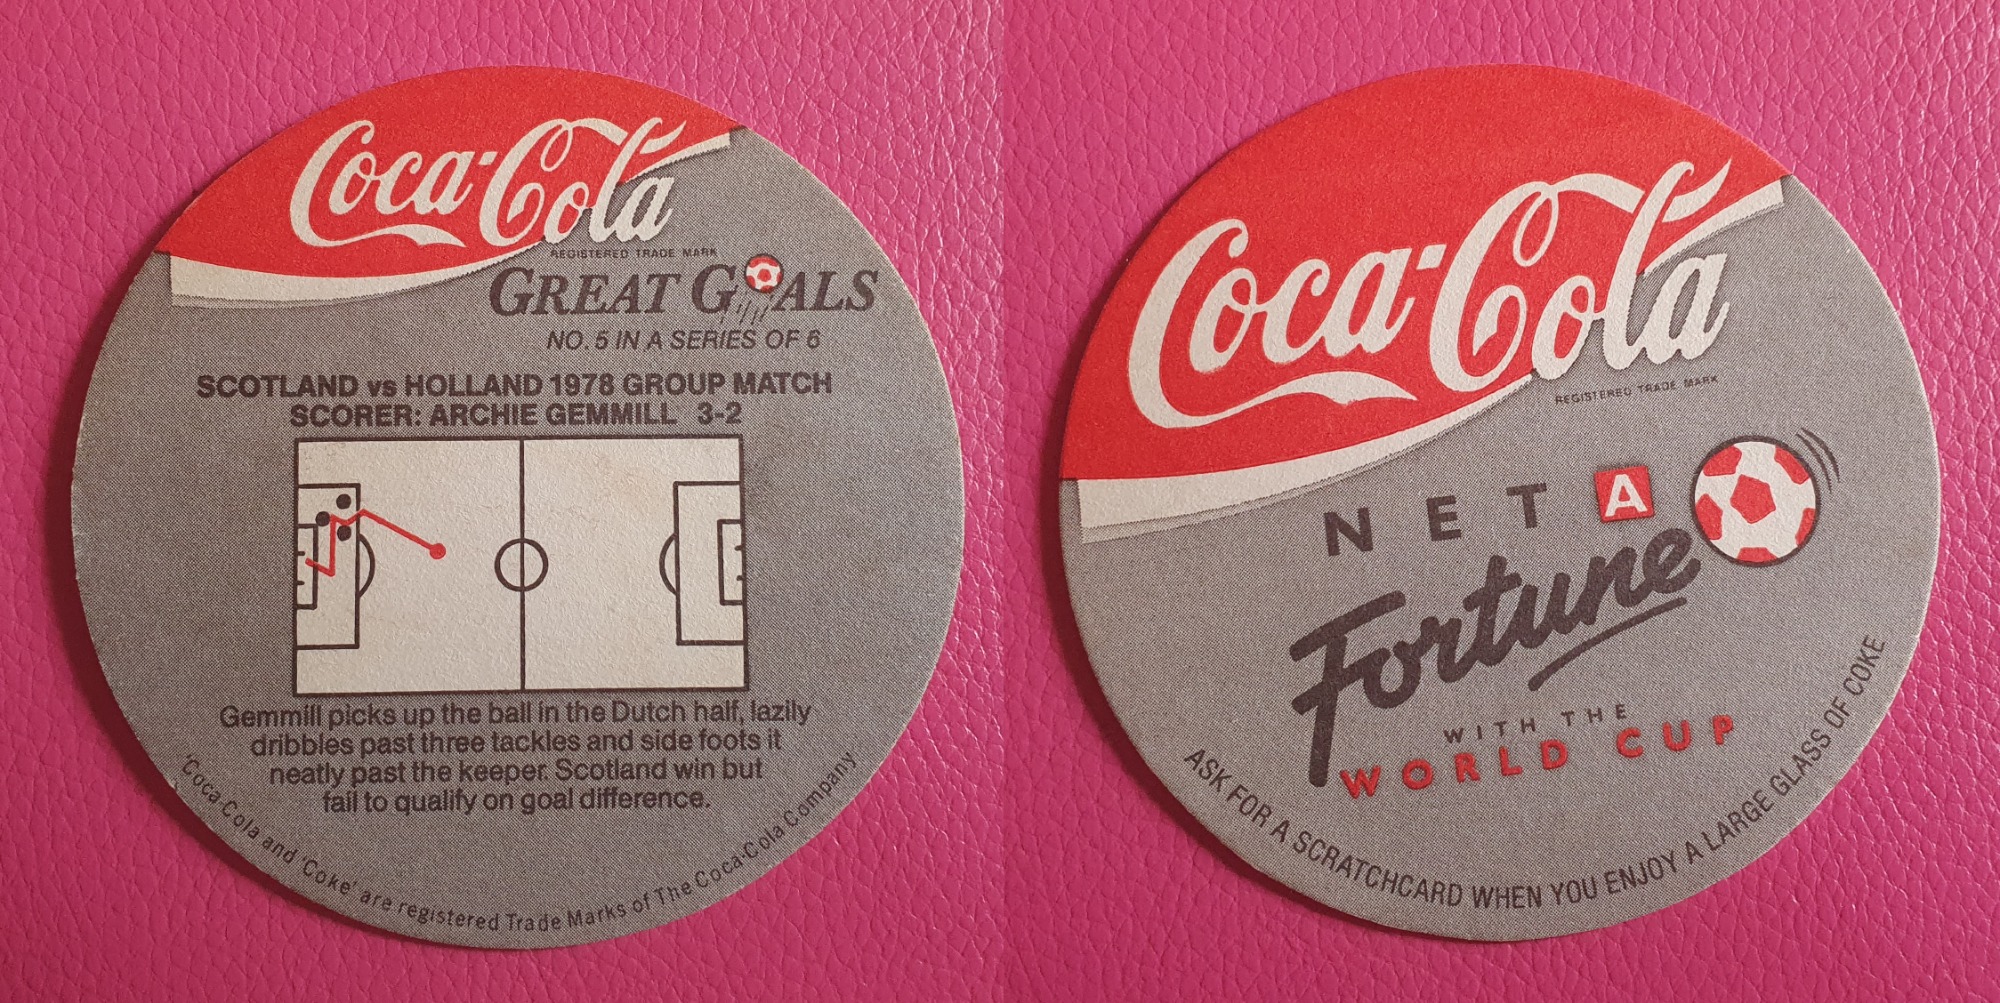 Coca-Cola
REGISTERED TRADE MARK
GREAT GOALS
NO. 5 IN A SERIES OF 6
SCOTLAND vs HOLLAND 1978 GROUP MATCH
SCORER: ARCHIE GEMMILL 3-2
Gemmill picks up the ball in the Dutch half, lazily
dribbles past three tackles and side foots it
neatly past the keeper. Scotland win but
fail to qualify on goal difference.
'Coca-Cola and 'Coke' are registered Trade Marks of The Coca-Cola Company
Coca-Cola
REGISTERED TRADE MARK
NET A
Fortune
WITH THE
WORLD CUP
ASK FOR A SCRATCHCARD WHEN YOU ENJOY A LARGE GLASS OF COKE